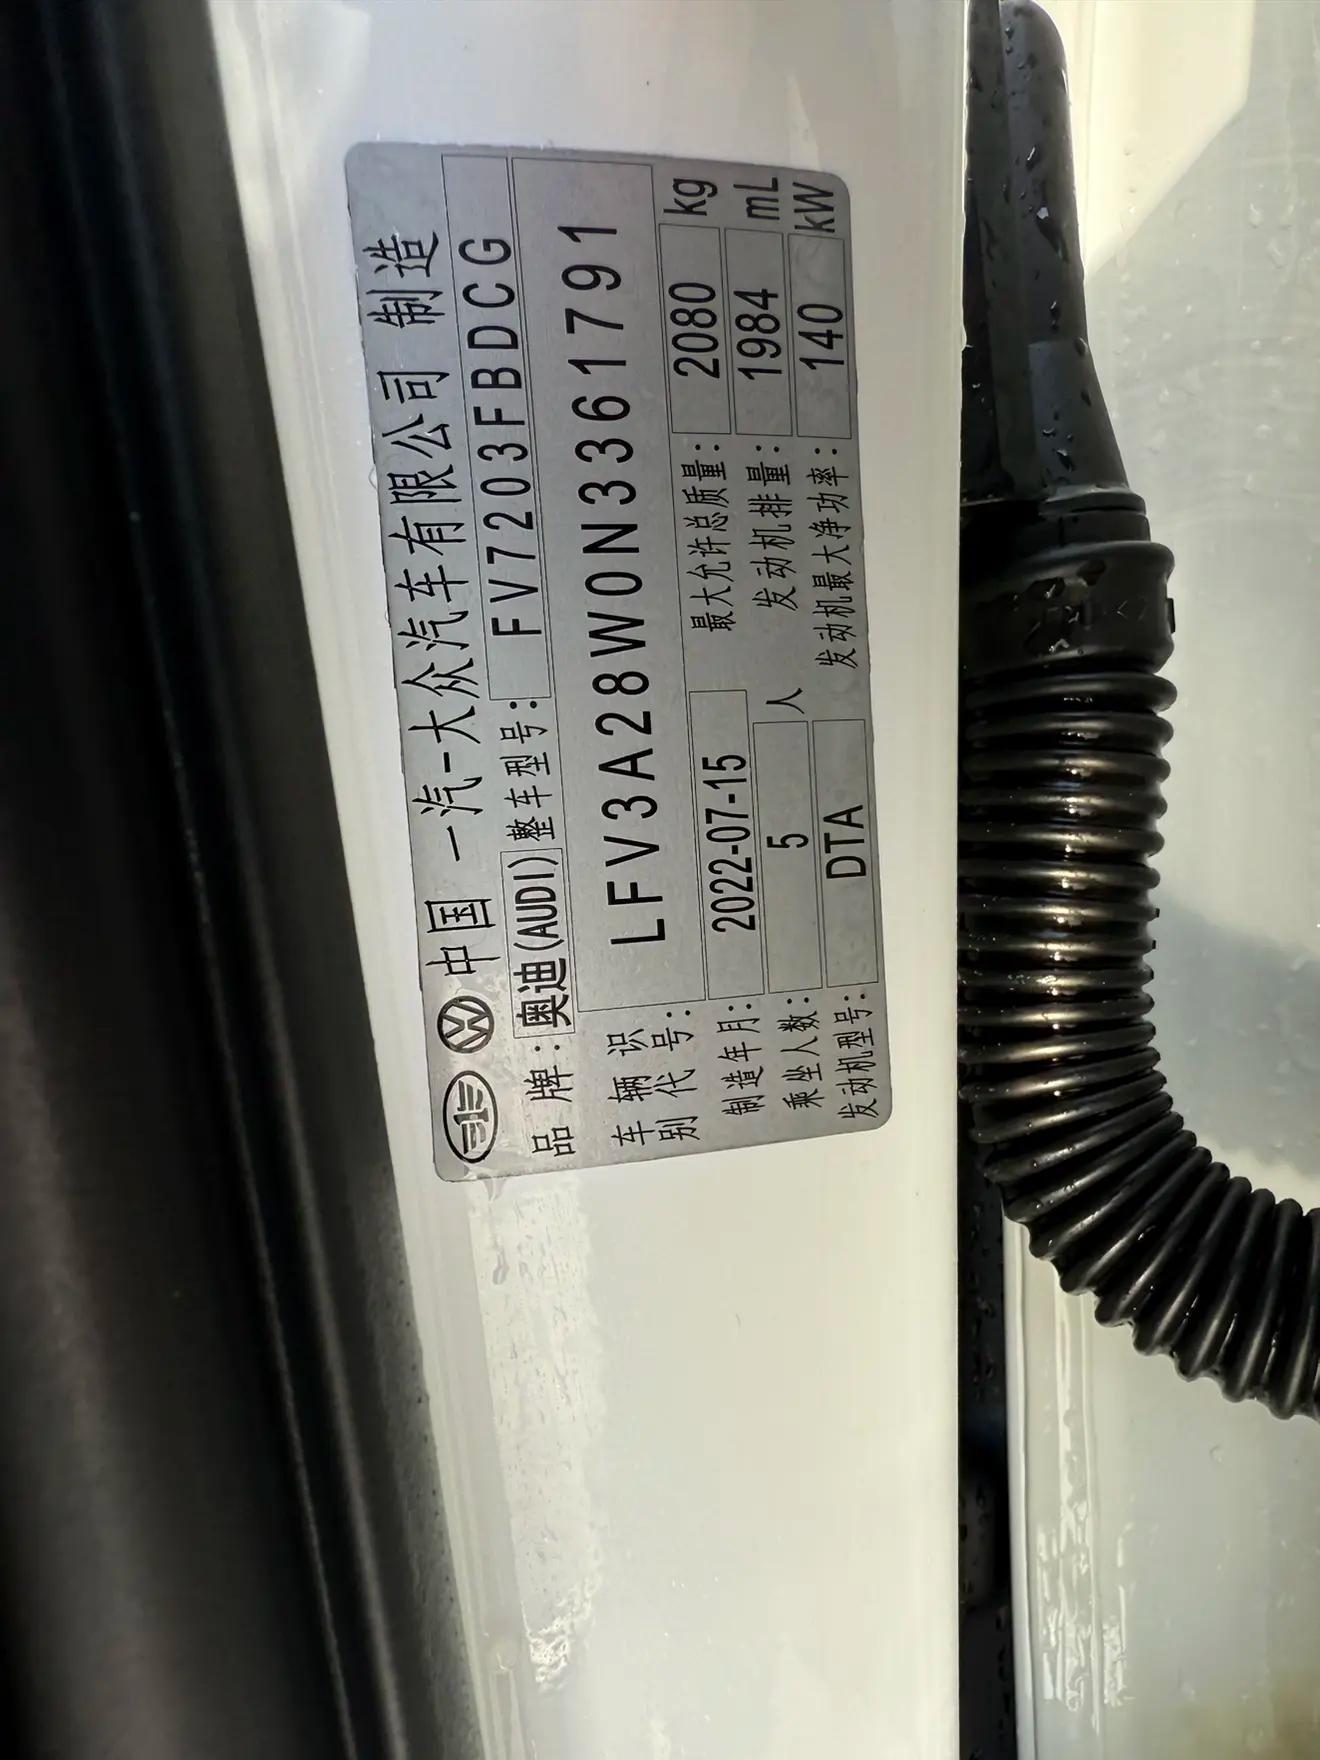 中国 一汽-大众汽车有限公司 制造
品牌: 奥迪(AUDI) 整车型号: FV7203FBDCG
车辆识别代号: LFV3A28W0N3361791
制造年月: 2022-07-15 最大允许总质量: 2080 kg
乘坐人数: 5 人 发动机排量: 1984 mL
发动机型号: DTA 发动机最大净功率: 140 kW